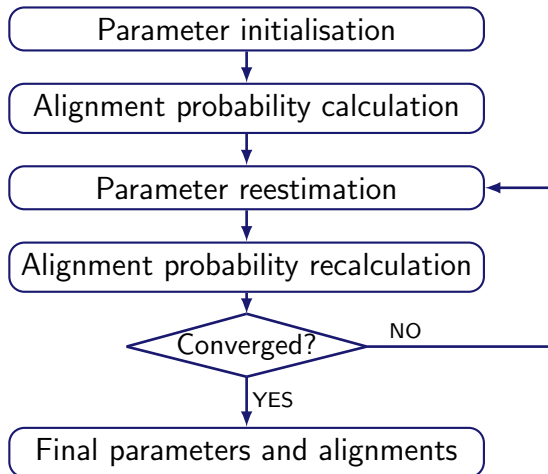 Parameter initialisation
Alignment probability calculation
Parameter reestimation
Alignment probability recalculation
Converged?
NO
YES
Final parameters and alignments